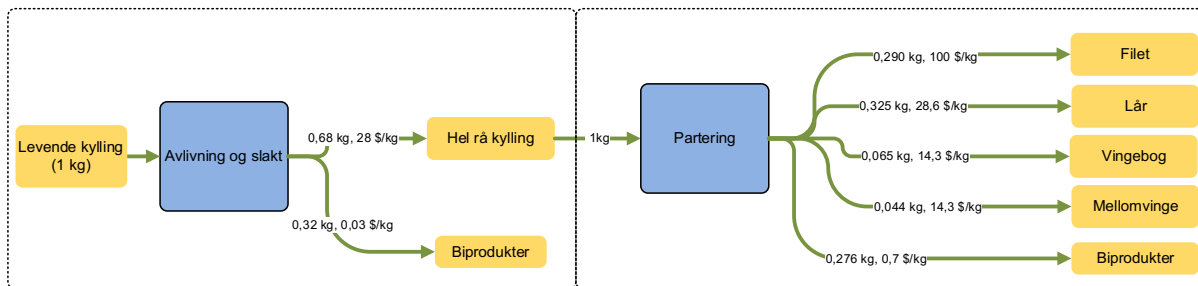 Levende kylling
(1 kg)
Avlivning og slakt
0,68 kg, 28 $/kg
Hel rå kylling
0,32 kg, 0,03 $/kg
Biprodukter
1kg
Partering
0,290 kg, 100 $/kg
Filet
0,325 kg, 28,6 $/kg
Lår
0,065 kg, 14,3 $/kg
Vingebog
0,044 kg, 14,3 $/kg
Mellomvinge
0,276 kg, 0,7 $/kg
Biprodukter